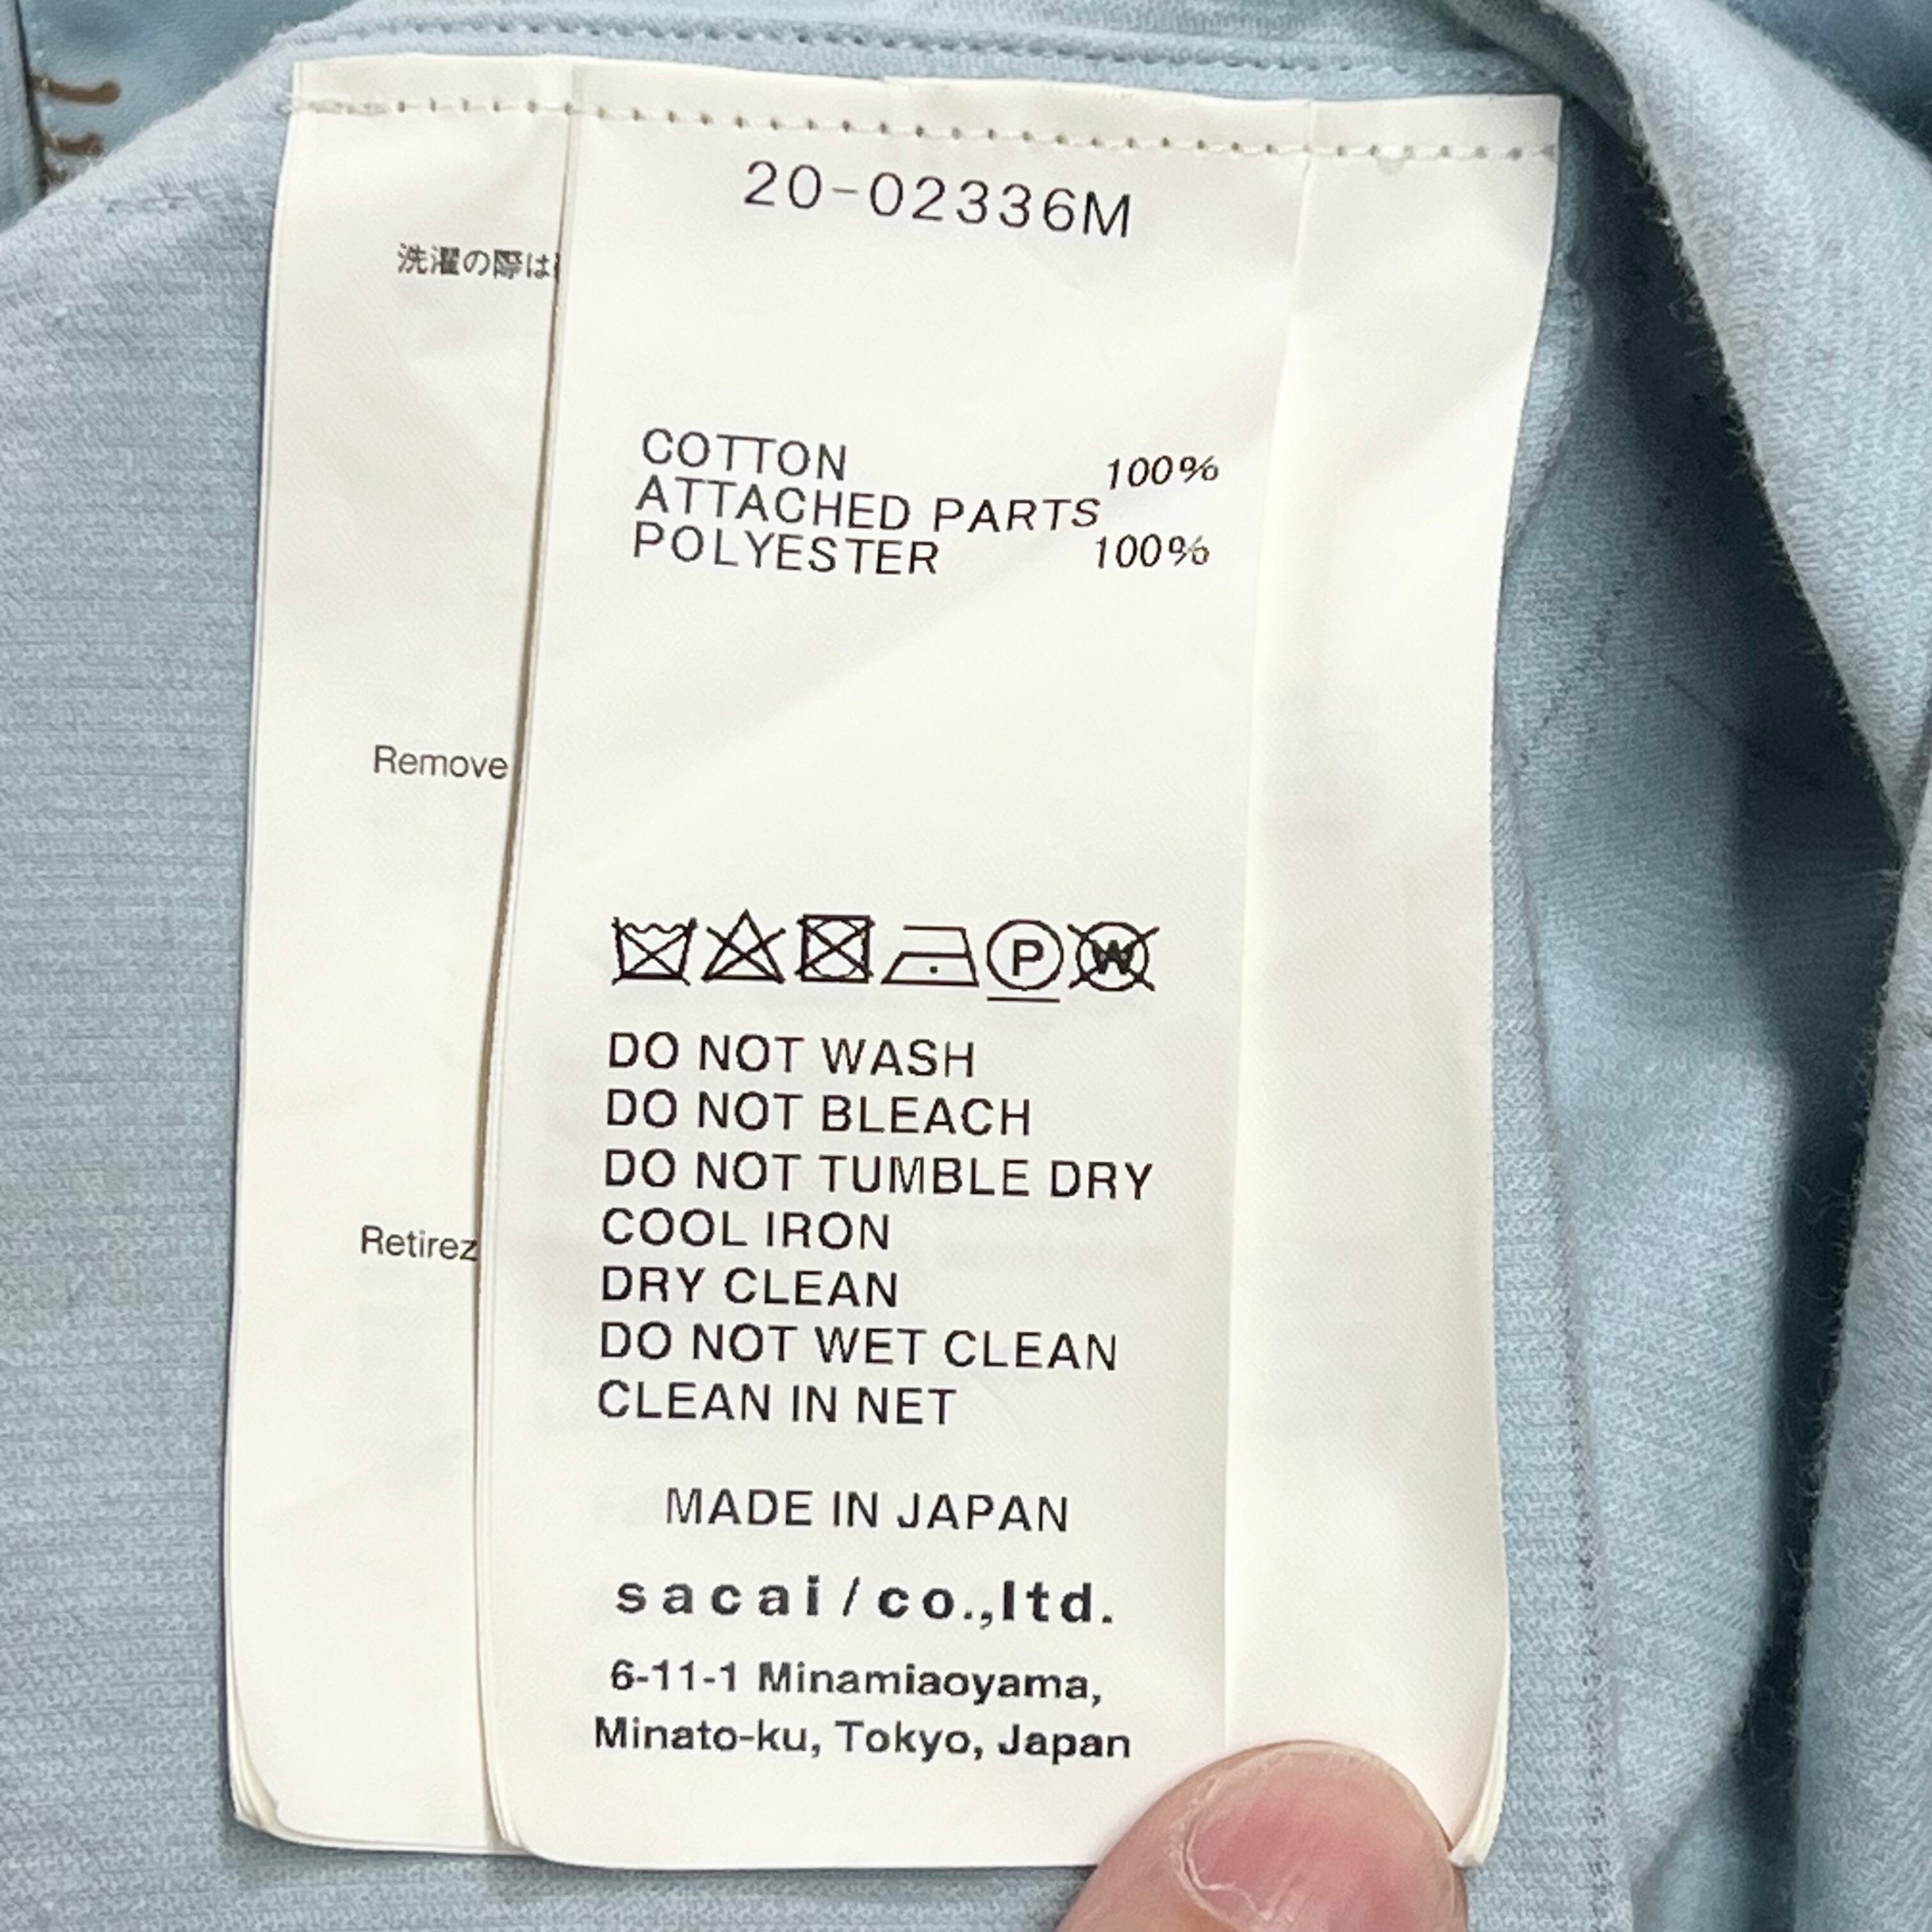 20-02336M
洗濯の際は
COTTON 100%
ATTACHED PARTS
POLYESTER 100%
Remove
P W
DO NOT WASH
DO NOT BLEACH
DO NOT TUMBLE DRY
COOL IRON
Retirez
DRY CLEAN
DO NOT WET CLEAN
CLEAN IN NET
MADE IN JAPAN
sacai/co.,ltd.
6-11-1 Minamiaoyama,
Minato-ku, Tokyo, Japan